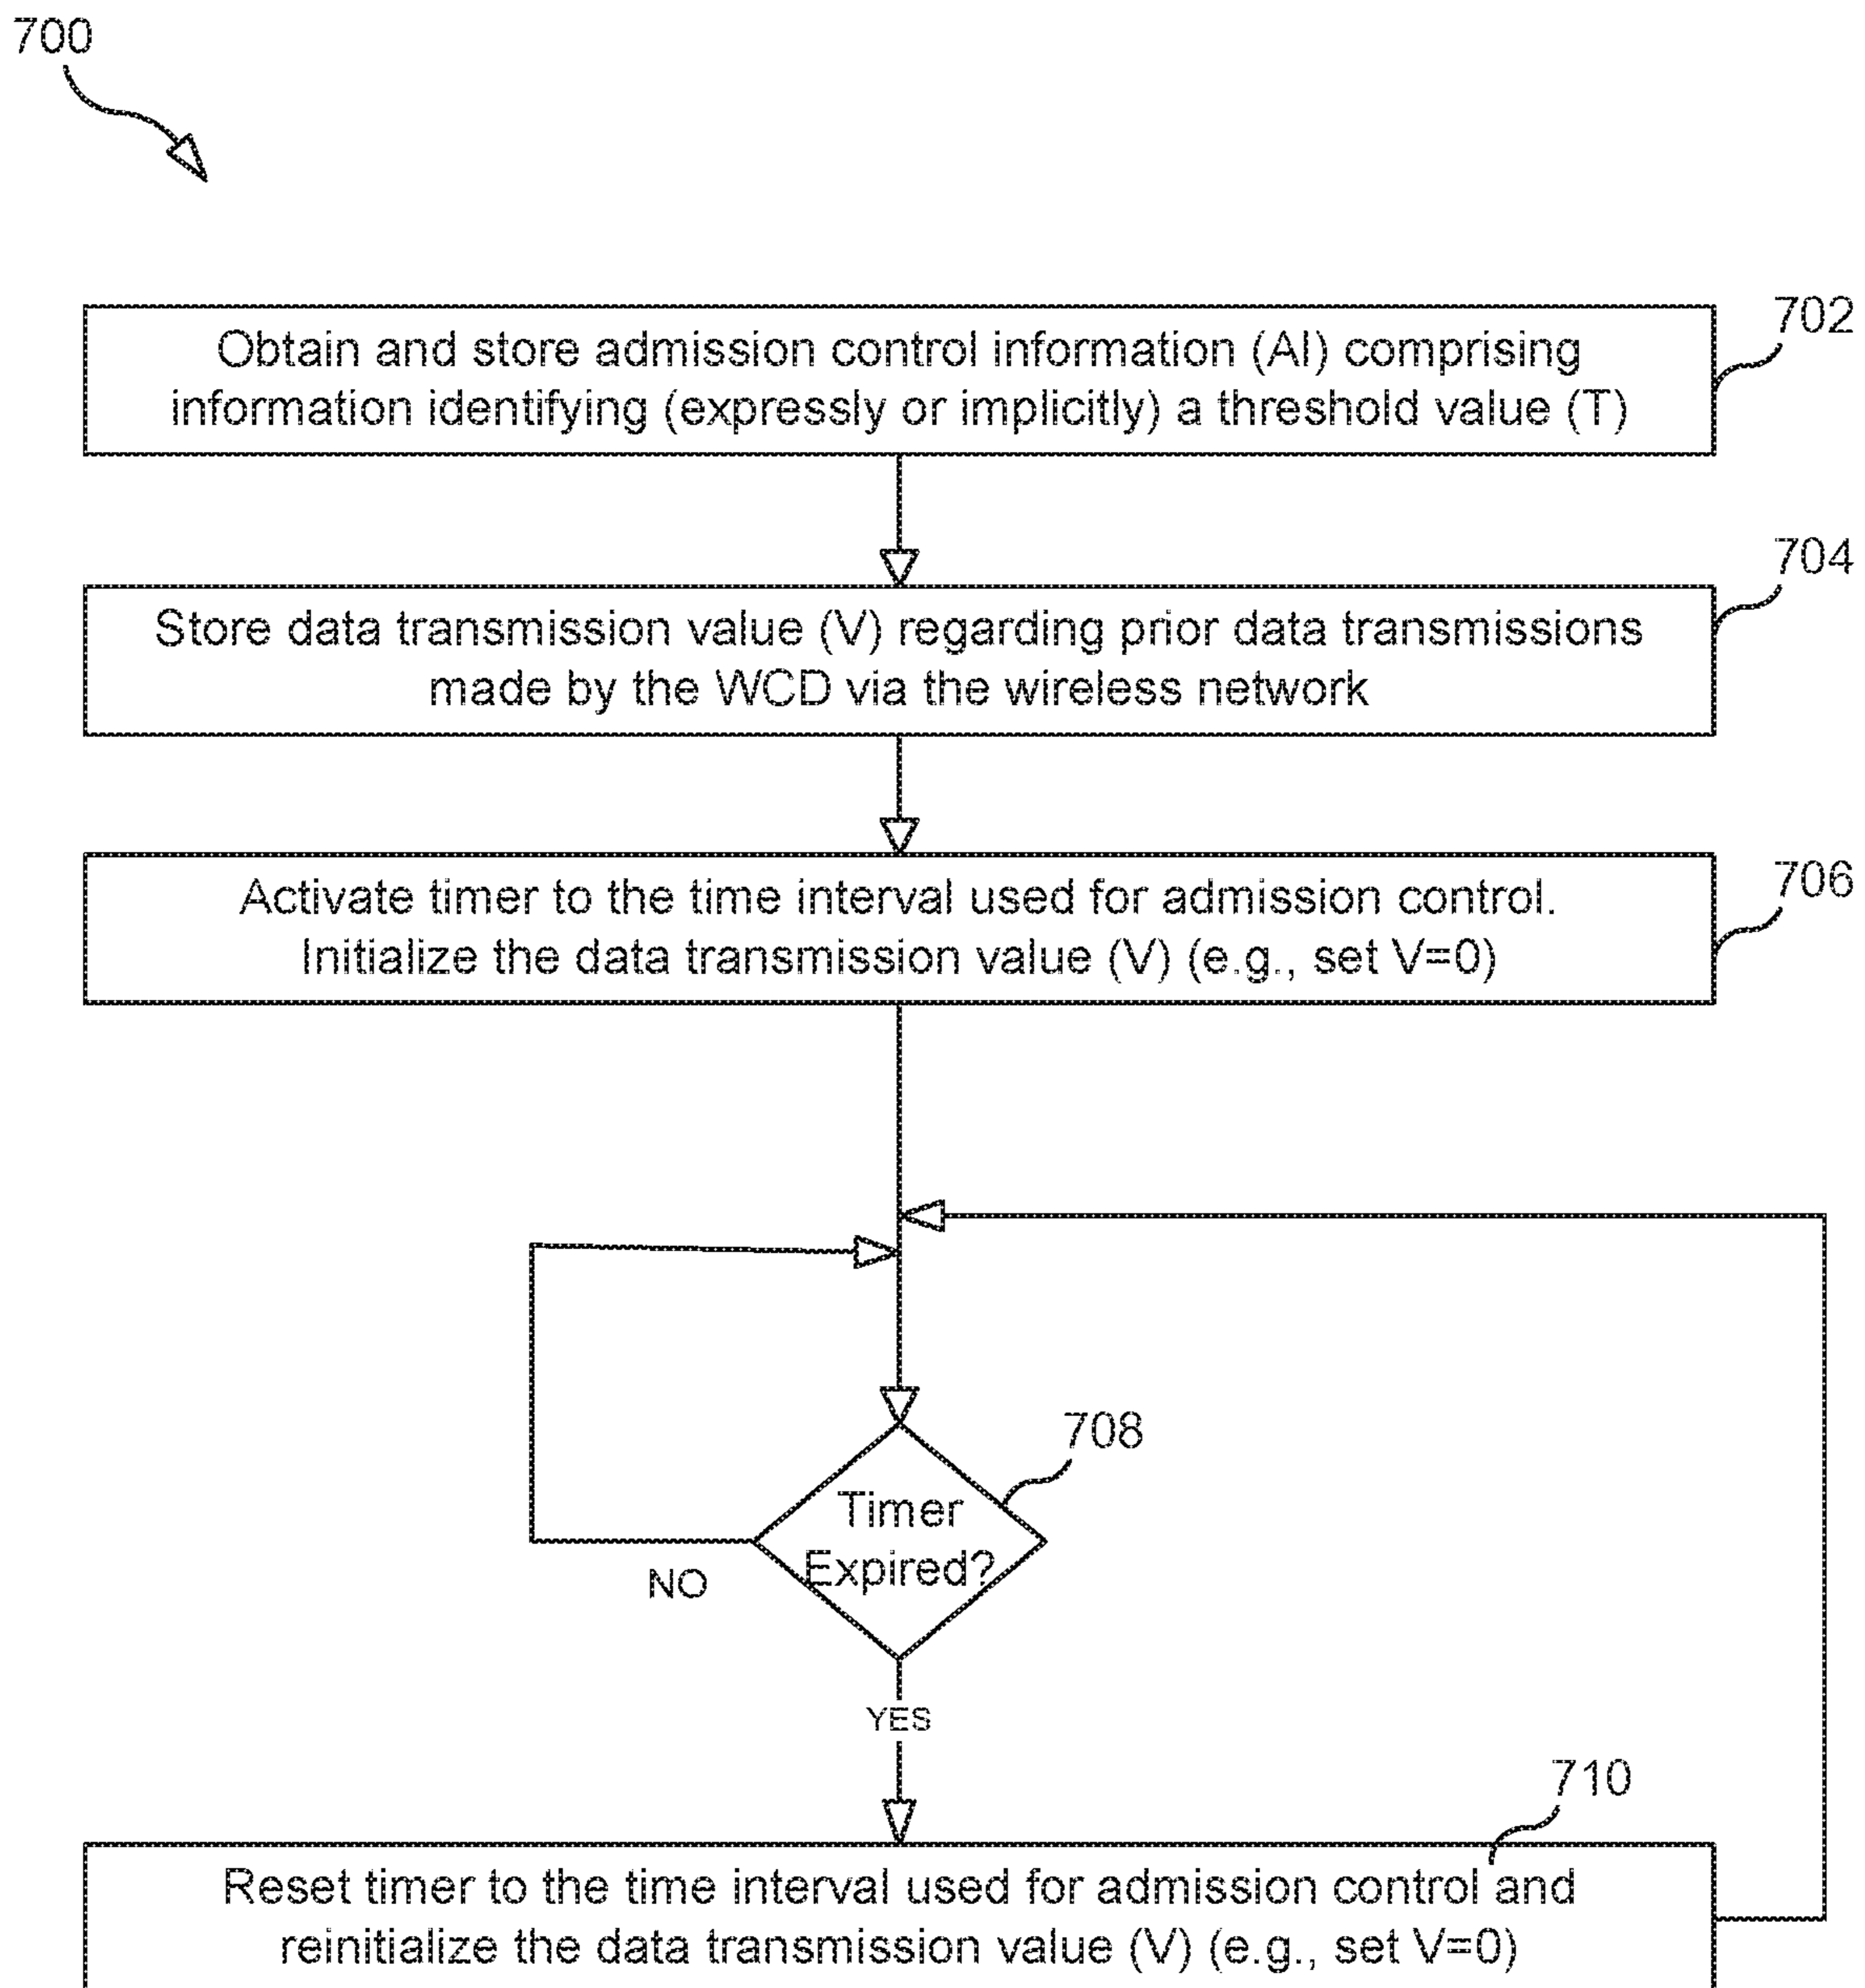 700
702
Obtain and store admission control information (AI) comprising
information identifying (expressly or implicitly) a threshold value (T)
704
Store data transmission value (V) regarding prior data transmissions
made by the WCD via the wireless network
706
Activate timer to the time interval used for admission control.
Initialize the data transmission value (V) (e.g., set V=0)
708
Timer
Expired?
NO
YES
710
Reset timer to the time interval used for admission control and
reinitialize the data transmission value (V) (e.g., set V=0)